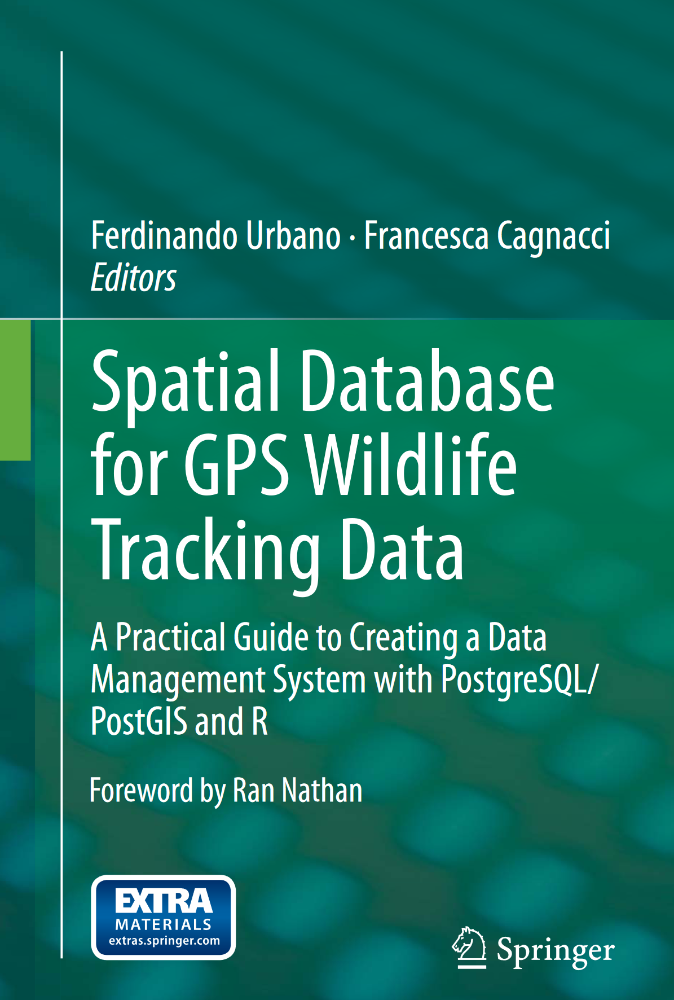 Ferdinando Urbano · Francesca Cagnacci
Editors
Spatial Database
for GPS Wildlife
Tracking Data
A Practical Guide to Creating a Data
Management System with PostgreSQL/
PostGIS and R
Foreword by Ran Nathan
EXTRA
MATERIALS
extras.springer.com
Springer